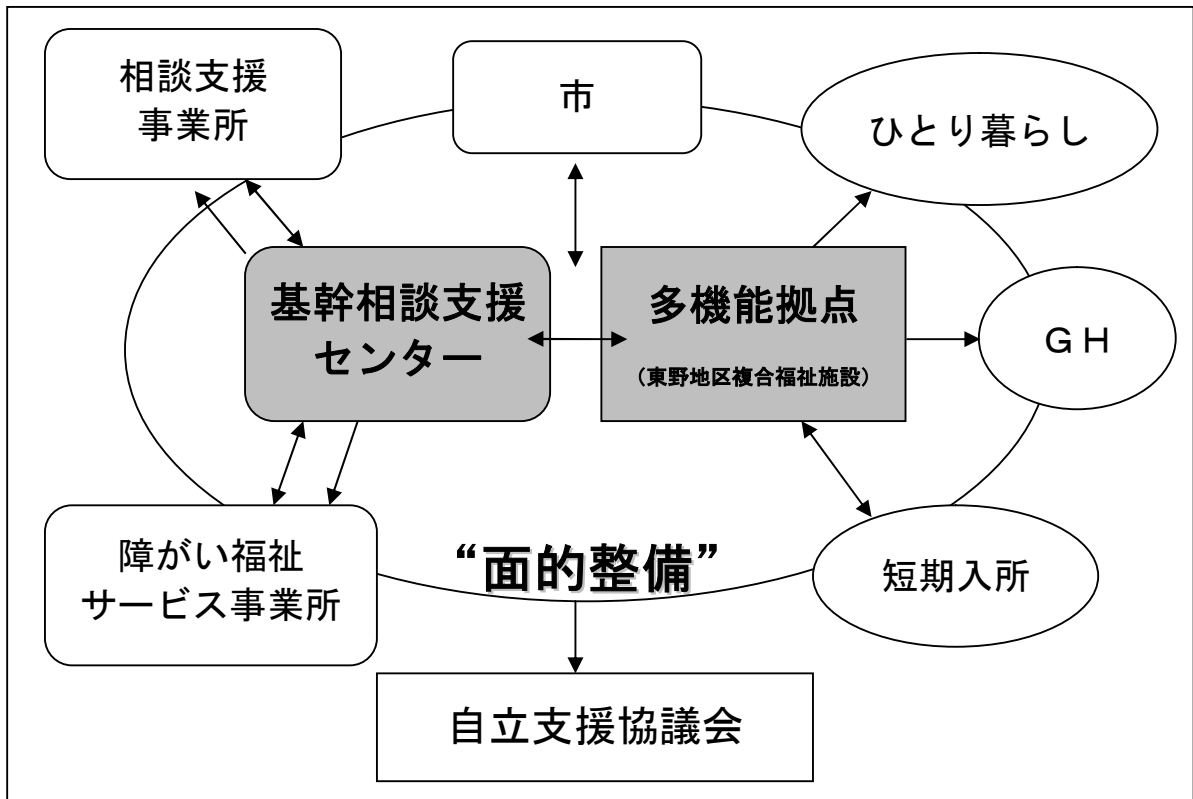 相談支援
事業所
市
ひとり暮らし
基幹相談支援
センター
多機能拠点
（東野地区複合福祉施設）
ＧＨ
障がい福祉
サービス事業所
“面的整備”
短期入所
自立支援協議会